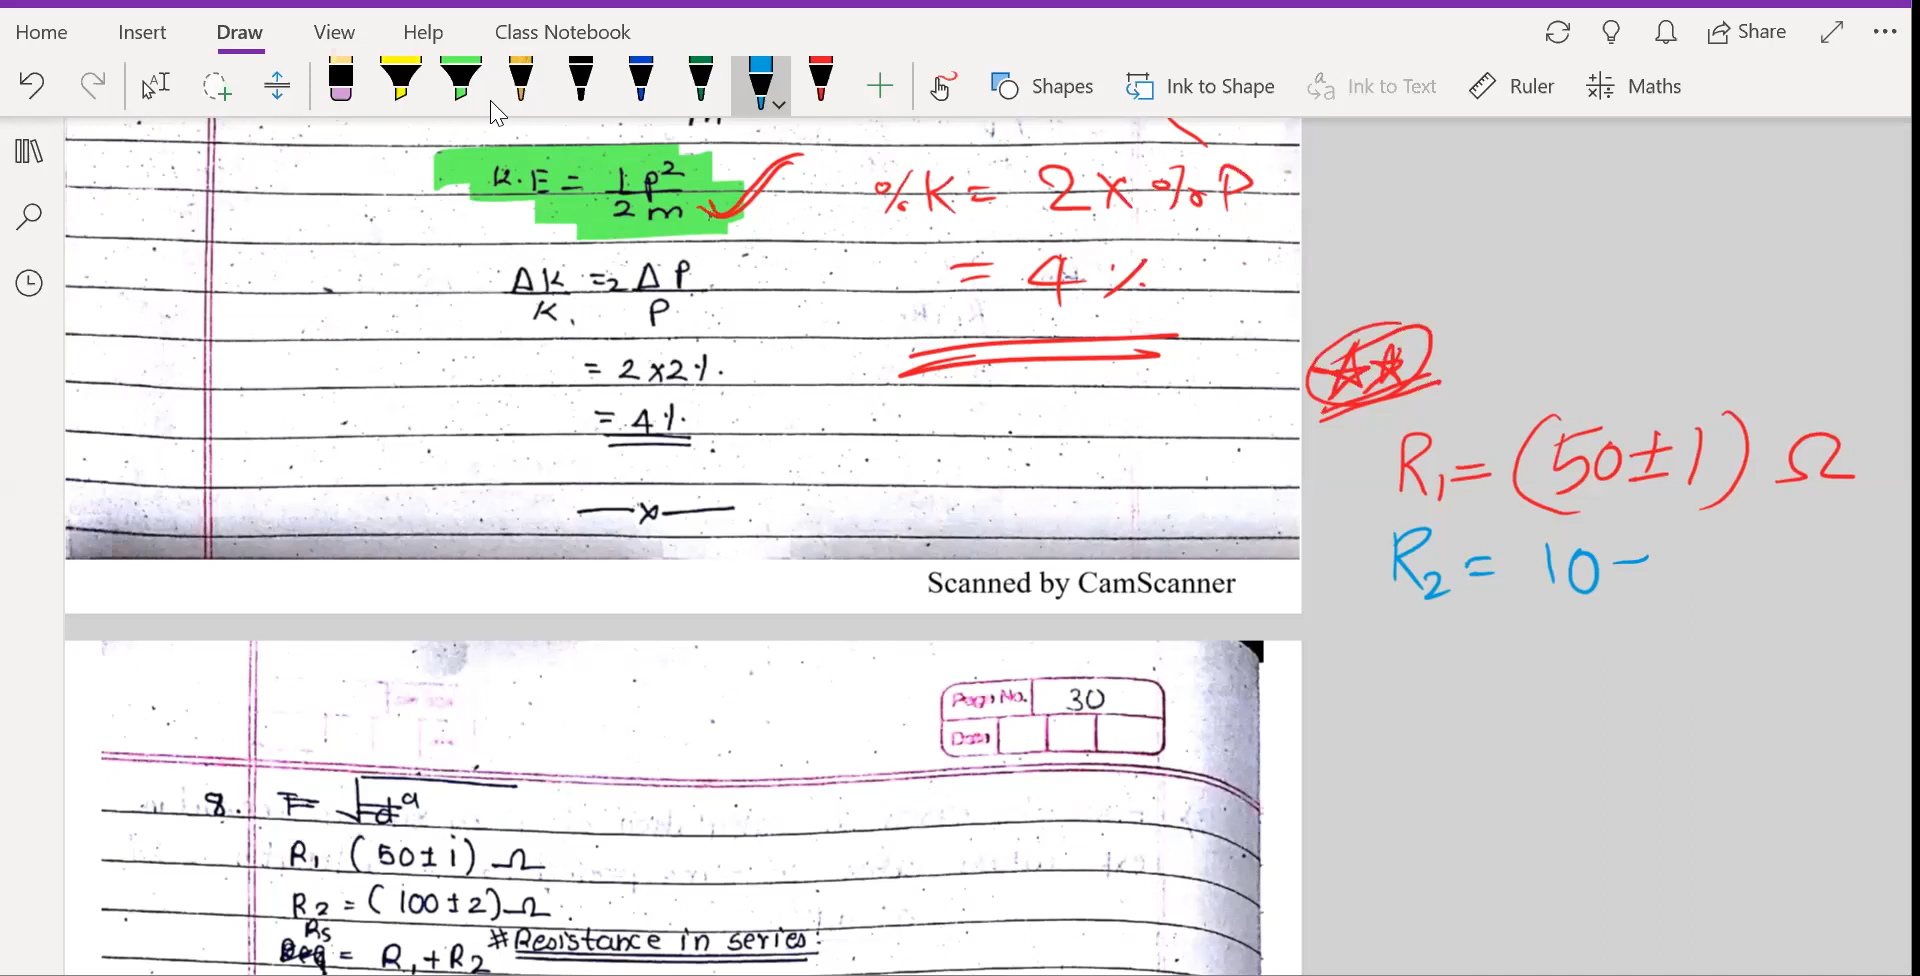 Home Insert Draw View Help Class Notebook Share
Shapes Ink to Shape Ink to Text Ruler Maths
K.E = 1/2 p²/m
%K = 2 x %P
= 4 %
ΔK/K = 2 ΔP/P
= 2 x 2 %.
= 4 %.
—x—
R₁ = (50 ± 1) Ω
R₂ = 10 -
Scanned by CamScanner
Page No. 30
Date
8.
R₁ (50 ± 1) Ω
R₂ = (100 ± 2) Ω
Rs
= R₁ + R₂ # Resistance in series: